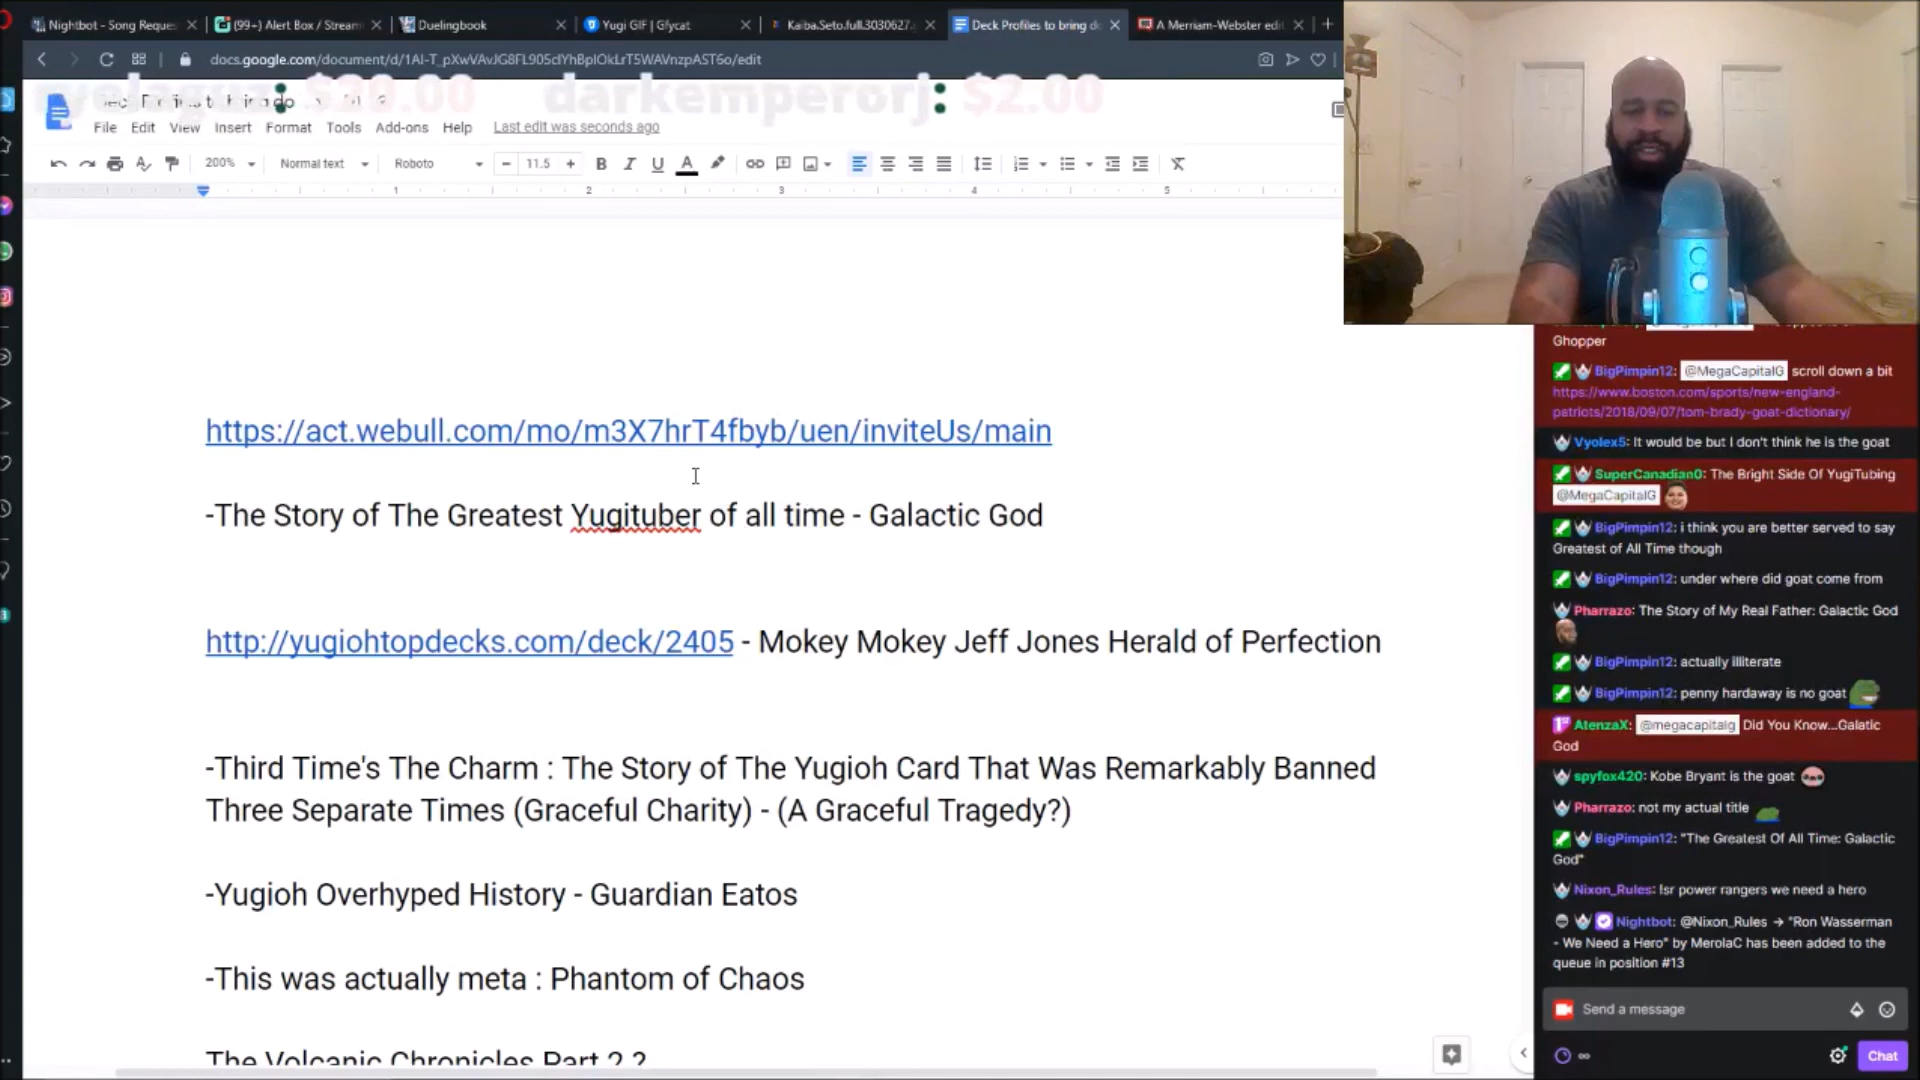 Nightbot - Song Reques
(99+) Alert Box / Stream
Duelingbook
Yugi GIF | Gfycat
Kaiba.Seto.full.3030627.
Deck Profiles to bring do
A Merriam-Webster edit
docs.google.com/document/d/1AI-T_pXwVAvJG8FL905cIYhBpIOkLrT5WAVnzpAST6o/edit
darkemperorj: $2.00
File Edit View Insert Format Tools Add-ons Help Last edit was seconds ago
200% Normal text Roboto 11.5
1 2 3 4 5
https://act.webull.com/mo/m3X7hrT4fbyb/uen/inviteUs/main
-The Story of The Greatest Yugituber of all time - Galactic God
http://yugiohtopdecks.com/deck/2405 - Mokey Mokey Jeff Jones Herald of Perfection
-Third Time's The Charm : The Story of The Yugioh Card That Was Remarkably Banned
Three Separate Times (Graceful Charity) - (A Graceful Tragedy?)
-Yugioh Overhyped History - Guardian Eatos
-This was actually meta : Phantom of Chaos
The Volcanic Chronicles Part 2 ?
Ghopper
BigPimpin12: @MegaCapitalG scroll down a bit
https://www.boston.com/sports/new-england-
patriots/2018/09/07/tom-brady-goat-dictionary/
Vyolex5: It would be but I don't think he is the goat
SuperCanadian0: The Bright Side Of YugiTubing
@MegaCapitalG
BigPimpin12: i think you are better served to say
Greatest of All Time though
BigPimpin12: under where did goat come from
Pharrazo: The Story of My Real Father: Galactic God
BigPimpin12: actually illiterate
BigPimpin12: penny hardaway is no goat
AtenzaX: @megacapitalg Did You Know...Galatic
God
spyfox420: Kobe Bryant is the goat
Pharrazo: not my actual title
BigPimpin12: "The Greatest Of All Time: Galactic
God"
Nixon_Rules: !sr power rangers we need a hero
Nightbot: @Nixon_Rules → "Ron Wasserman
- We Need a Hero" by MerolaC has been added to the
queue in position #13
Send a message
Chat